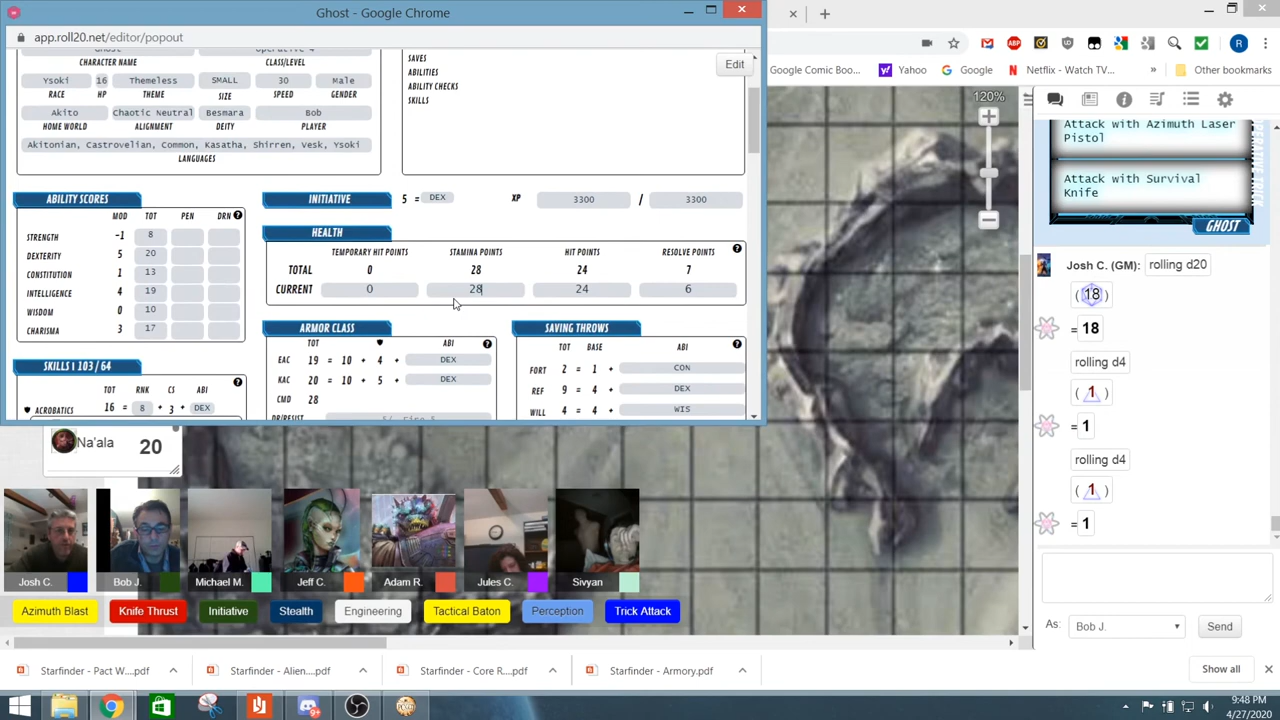 Ghost - Google Chrome
app.roll20.net/editor/popout
Ghost
Operative 4
CHARACTER NAME
CLASS/LEVEL
Ysoki
16
Themeless
SMALL
30
Male
RACE
HP
THEME
SIZE
SPEED
GENDER
Akito
Chaotic Neutral
Besmara
Bob
HOME WORLD
ALIGNMENT
DEITY
PLAYER
Akitonian, Castrovelian, Common, Kasatha, Shirren, Vesk, Ysoki
LANGUAGES
SAVES
ABILITIES
ABILITY CHECKS
SKILLS
Edit
ABILITY SCORES
MOD TOT PEN DRN
STRENGTH -1 8
DEXTERITY 5 20
CONSTITUTION 1 13
INTELLIGENCE 4 19
WISDOM 0 10
CHARISMA 3 17
SKILLS | 103 / 64
TOT RNK CS ABI
ACROBATICS 16 = 8 + 3 + DEX
INITIATIVE 5 = DEX
XP 3300 / 3300
HEALTH
TEMPORARY HIT POINTS STAMINA POINTS HIT POINTS RESOLVE POINTS
TOTAL 0 28 24 7
CURRENT 0 28 24 6
ARMOR CLASS
TOT ABI
EAC 19 = 10 + 4 + DEX
KAC 20 = 10 + 5 + DEX
CMD 28
DR/RESIST
SAVING THROWS
TOT BASE ABI
FORT 2 = 1 + CON
REF 9 = 4 + DEX
WILL 4 = 4 + WIS
Na'ala 20
Josh C.
Bob J.
Michael M.
Jeff C.
Adam R.
Jules C.
Sivyan
Azimuth Blast
Knife Thrust
Initiative
Stealth
Engineering
Tactical Baton
Perception
Trick Attack
120%
Google Comic Boo...
Yahoo
Google
Netflix - Watch TV...
»
Other bookmarks
ABP
R
Attack with Azimuth Laser
Pistol
Attack with Survival
Knife
GHOST
OPERATIVE TRICK
Josh C. (GM): rolling d20
(18)
= 18
rolling d4
(1)
= 1
rolling d4
(1)
= 1
As: Bob J.
Send
Starfinder - Pact W....pdf
Starfinder - Alien....pdf
Starfinder - Core R....pdf
Starfinder - Armory.pdf
Show all
9:48 PM
4/27/2020